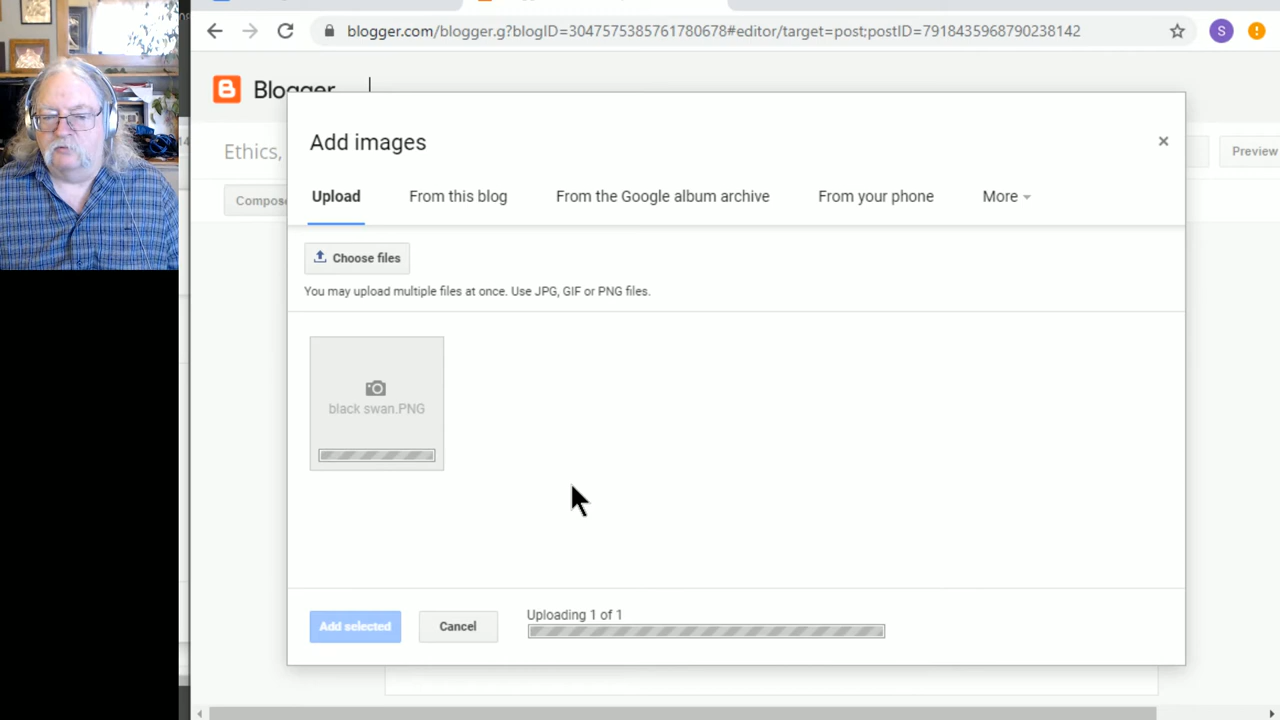 blogger.com/blogger.g?blogID=3047575385761780678#editor/target=post;postID=7918435968790238142
S
Blogger
Add images
Ethics,
Preview
Upload
From this blog
From the Google album archive
From your phone
More
Compose
Choose files
You may upload multiple files at once. Use JPG, GIF or PNG files.
black swan.PNG
Uploading 1 of 1
Add selected
Cancel